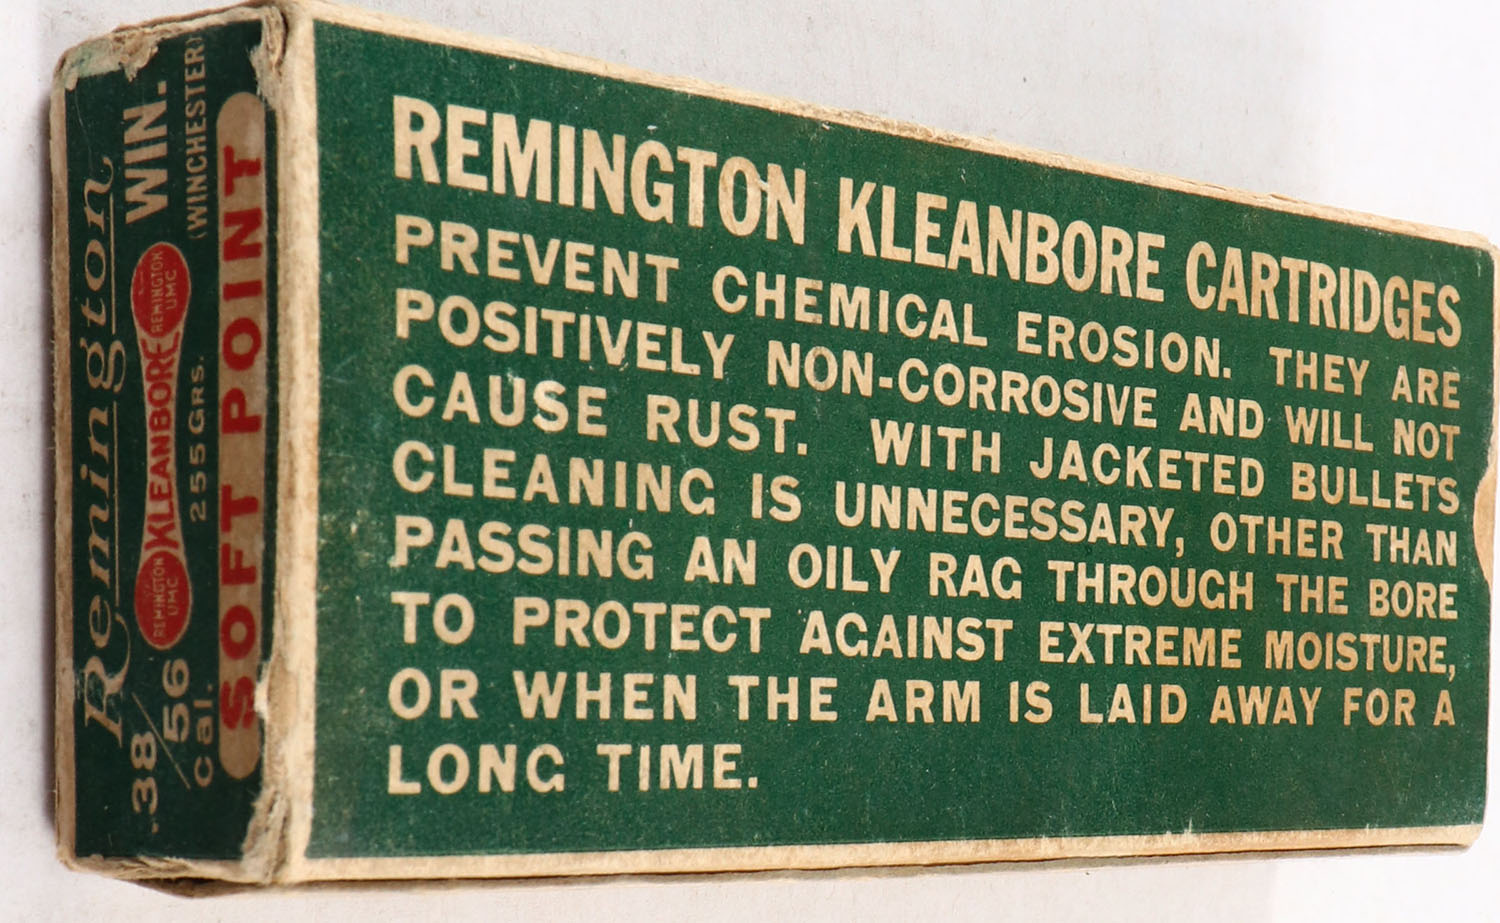 Remington
.38/56 WIN.
REMINGTON UMC KLEANBORE REMINGTON UMC
cal. 255 GRS. (WINCHESTER)
SOFT POINT
REMINGTON KLEANBORE CARTRIDGES
PREVENT CHEMICAL EROSION. THEY ARE
POSITIVELY NON-CORROSIVE AND WILL NOT
CAUSE RUST. WITH JACKETED BULLETS
CLEANING IS UNNECESSARY, OTHER THAN
PASSING AN OILY RAG THROUGH THE BORE
TO PROTECT AGAINST EXTREME MOISTURE,
OR WHEN THE ARM IS LAID AWAY FOR A
LONG TIME.